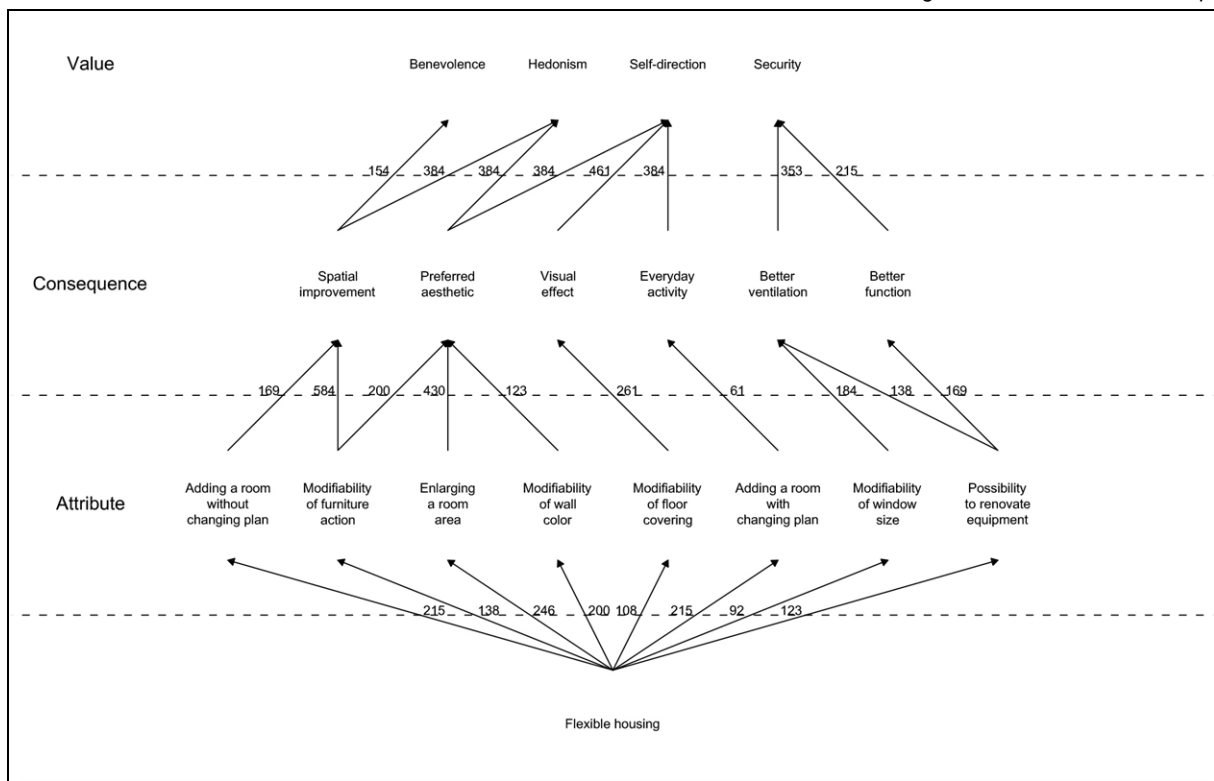 Value
Benevolence Hedonism Self-direction Security
154 384 384 384 461 384 353 215
Consequence
Spatial
improvement
Preferred
aesthetic
Visual
effect
Everyday
activity
Better
ventilation
Better
function
169 584 200 430 123 261 61 184 138 169
Attribute
Adding a room
without
changing plan
Modifiability
of furniture
action
Enlarging
a room
area
Modifiability
of wall
color
Modifiability
of floor
covering
Adding a room
with
changing plan
Modifiability
of window
size
Possibility
to renovate
equipment
215 138 246 200 108 215 92 123
Flexible housing